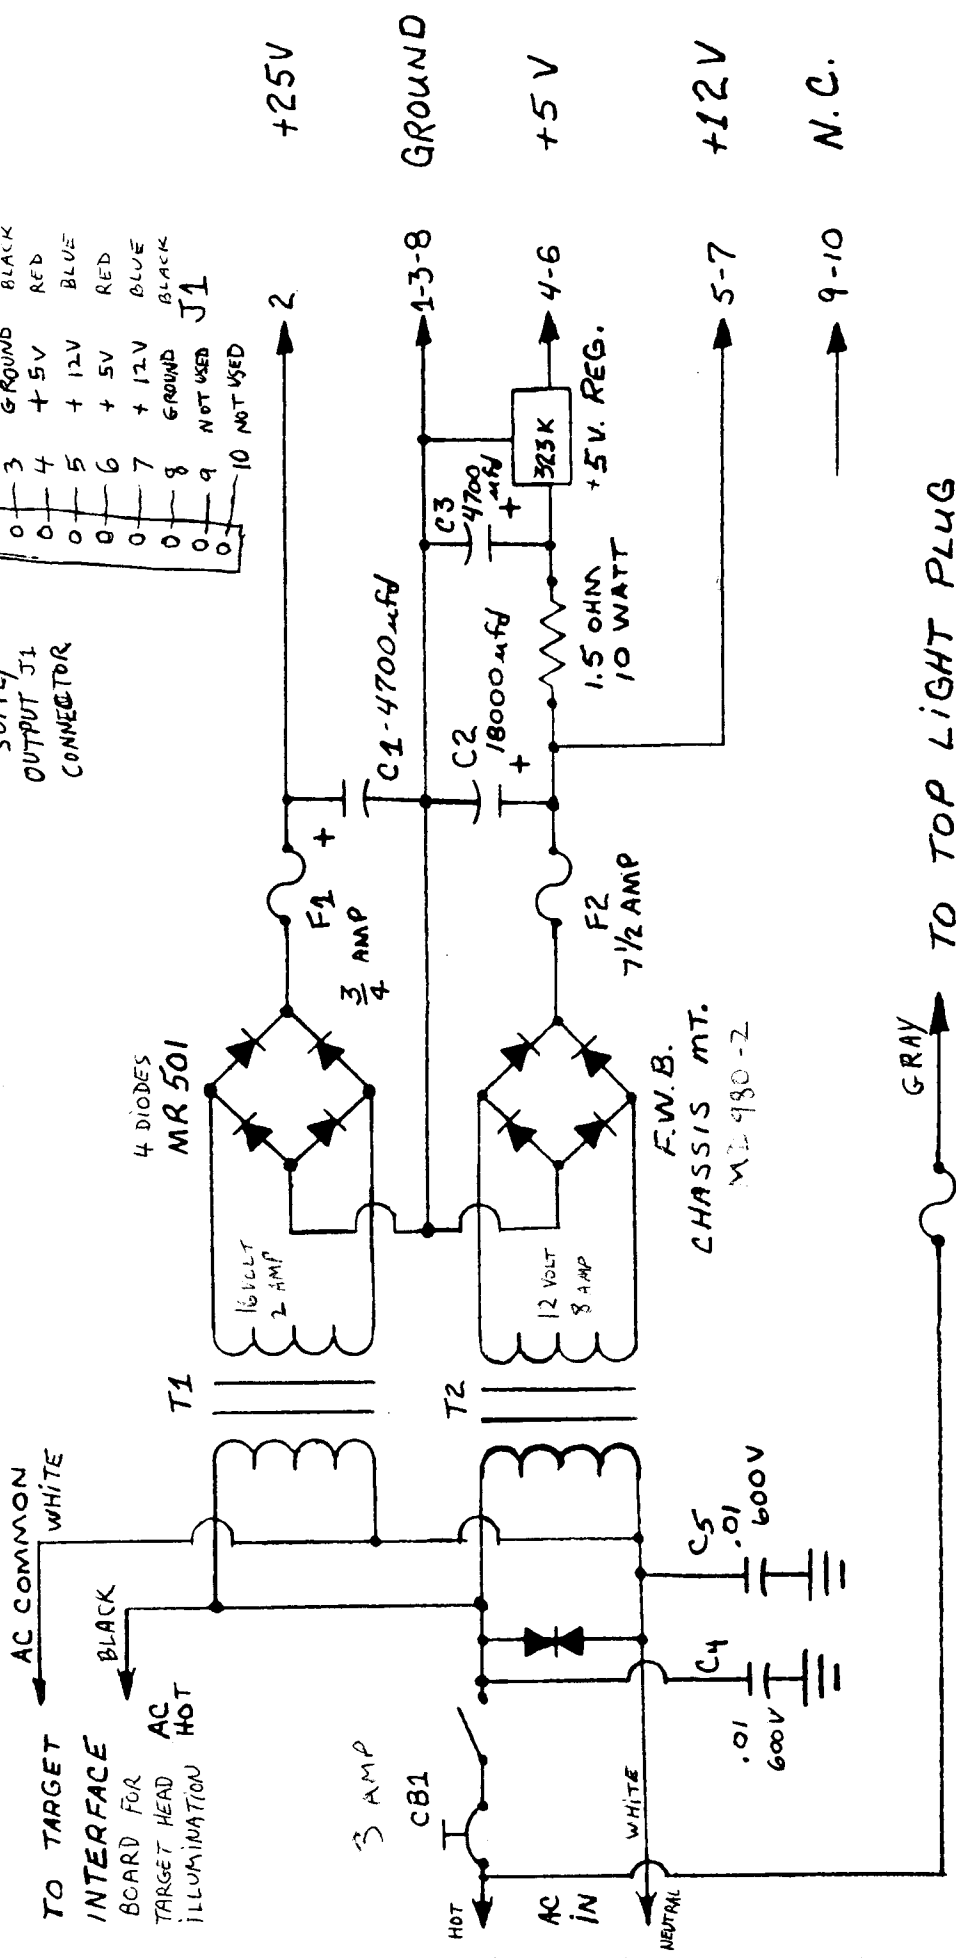 SUPPLY
OUTPUT J1
CONNECTOR
3 GROUND BLACK
4 +5V RED
5 +12V BLUE
6 +5V RED
7 +12V BLUE
8 GROUND BLACK
9 NOT USED
10 NOT USED
J1
AC COMMON
WHITE
TO TARGET
INTERFACE
BOARD FOR
TARGET HEAD
ILLUMINATION
BLACK
AC
HOT
T1
16 VOLT
2 AMP
4 DIODES
MR 501
F1
3/4 AMP
+
C1-4700 µfd
2
+25V
1-3-8
GROUND
T2
12 VOLT
8 AMP
F.W.B.
CHASSIS MT.
980-2
F2
7 1/2 AMP
C2
18000 µfd
+
1.5 OHM
10 WATT
C3
4700
µfd
+
323K
+5V. REG.
4-6
+5V
5-7
+12V
9-10
N.C.
3 AMP
CB1
HOT
AC
IN
NEUTRAL
WHITE
C4
.01
600V
C5
.01
600V
GRAY
TO TOP LIGHT PLUG